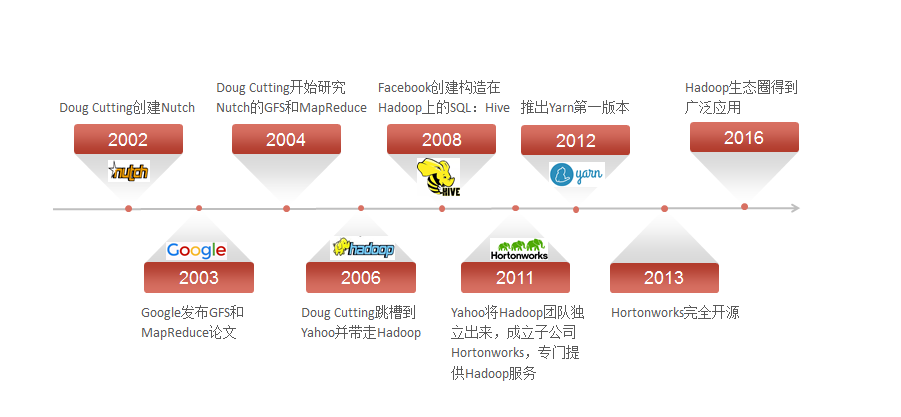 Doug Cutting创建Nutch
2002
nutch
Doug Cutting开始研究
Nutch的GFS和MapReduce
2004
Facebook创建构造在
Hadoop上的SQL：Hive
2008
HIVE
推出Yarn第一版本
2012
yarn
Hadoop生态圈得到
广泛应用
2016
Google
2003
Google发布GFS和
MapReduce论文
hadoop
2006
Doug Cutting跳槽到
Yahoo并带走Hadoop
Hortonworks
2011
Yahoo将Hadoop团队独
立出来，成立子公司
Hortonworks，专门提
供Hadoop服务
2013
Hortonworks完全开源